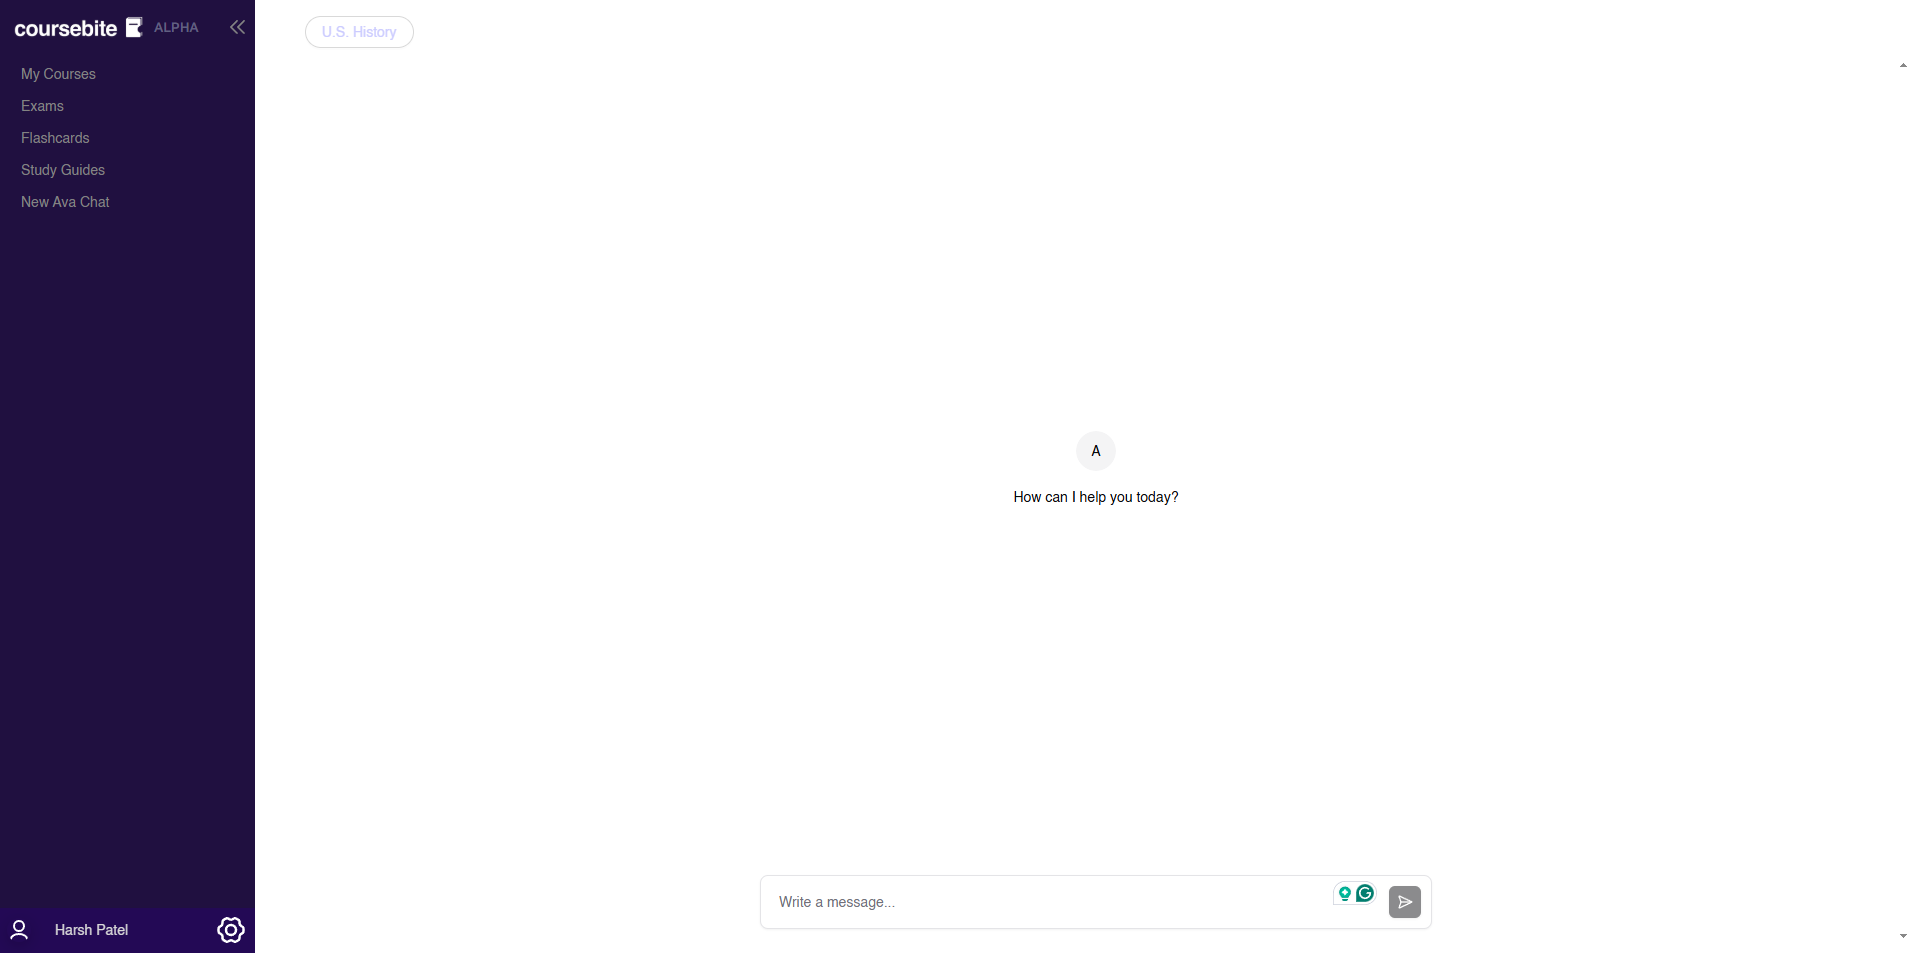 coursebite ALPHA
My Courses
Exams
Flashcards
Study Guides
New Ava Chat
Harsh Patel
U.S. History
A
How can I help you today?
Write a message...